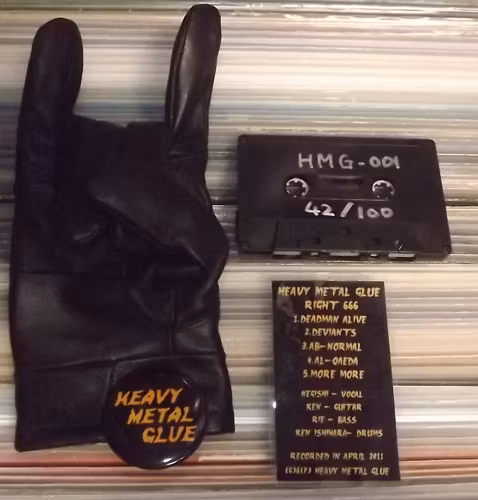 HMG-001
42/100
HEAVY METAL GLUE
RIGHT 666
1.DEADMAN ALIVE
2.DEVIANTS
3.AB-NORMAL
4.AL-QAEDA
5.MORE MORE
KEGISHI - VOCAL
KEN - GUITAR
RIE - BASS
KEN ISHIHARA- DRUMS
RECORDED IN APRIL 2011
(C)&(P) HEAVY METAL GLUE
HEAVY
METAL
GLUE